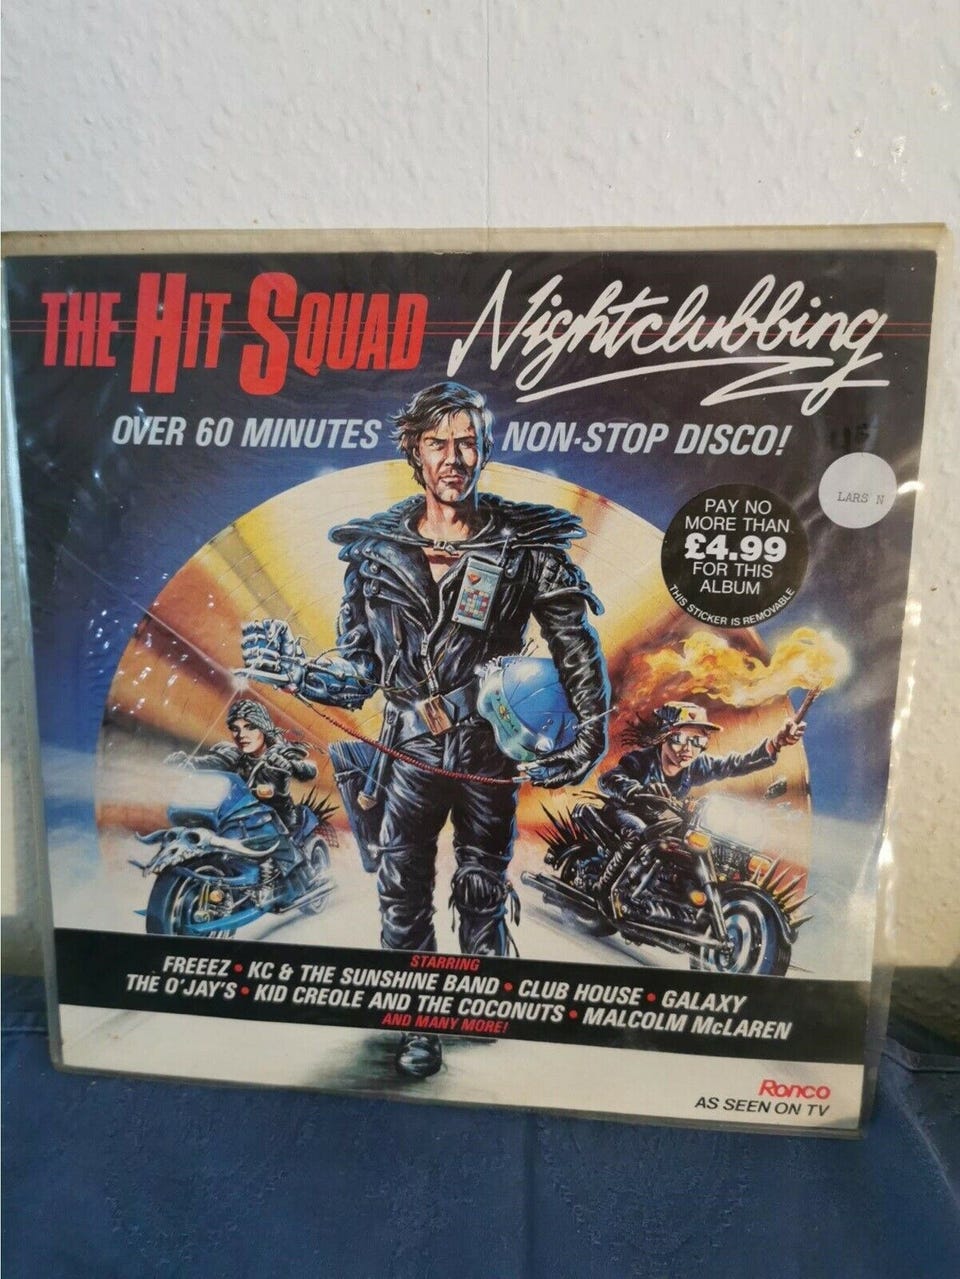 THE HIT SQUAD Nightclubbing
OVER 60 MINUTES NON-STOP DISCO!
LARS N
PAY NO
MORE THAN
£4.99
FOR THIS
ALBUM
THIS STICKER IS REMOVABLE
STARRING
FREEEZ • KC & THE SUNSHINE BAND • CLUB HOUSE • GALAXY
THE O'JAY'S • KID CREOLE AND THE COCONUTS • MALCOLM McLAREN
AND MANY MORE!
Ronco
AS SEEN ON TV